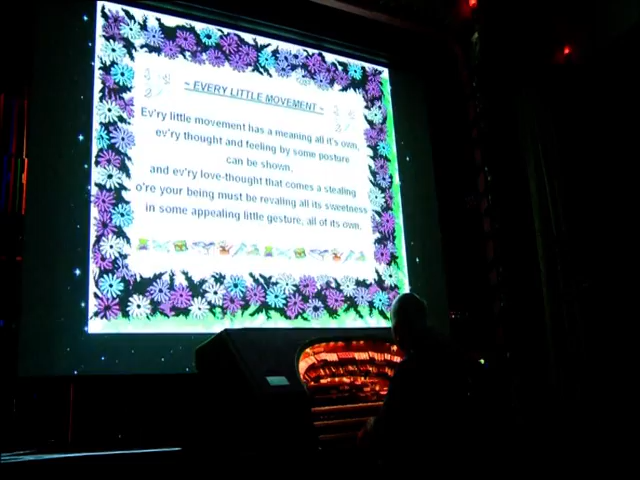 ~ EVERY LITTLE MOVEMENT ~
Ev'ry little movement has a meaning all it's own,
ev'ry thought and feeling by some posture
can be shown,
and ev'ry love-thought that comes a stealing
o're your being must be revaling all its sweetness
in some appealing little gesture, all of its own.